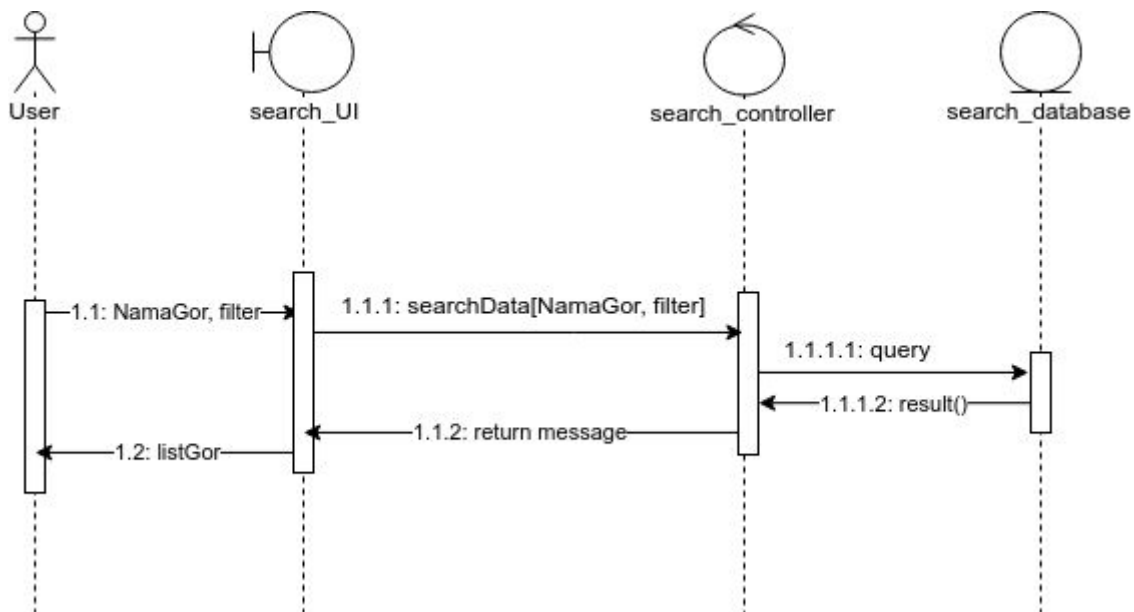 User
search_UI
search_controller
search_database
1.1: NamaGor, filter
1.1.1: searchData[NamaGor, filter]
1.1.1.1: query
1.1.1.2: result()
1.1.2: return message
1.2: listGor